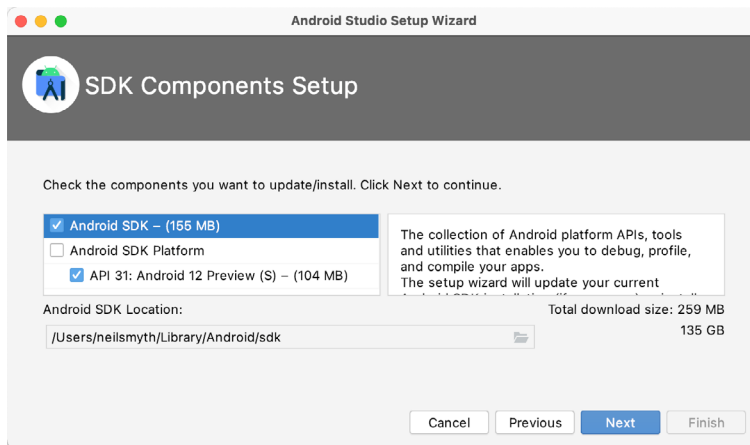 Android Studio Setup Wizard
SDK Components Setup
Check the components you want to update/install. Click Next to continue.
Android SDK – (155 MB)
Android SDK Platform
API 31: Android 12 Preview (S) – (104 MB)
The collection of Android platform APIs, tools
and utilities that enables you to debug, profile,
and compile your apps.
The setup wizard will update your current
Android SDK Location:
Total download size: 259 MB
/Users/neilsmyth/Library/Android/sdk
135 GB
Cancel
Previous
Next
Finish